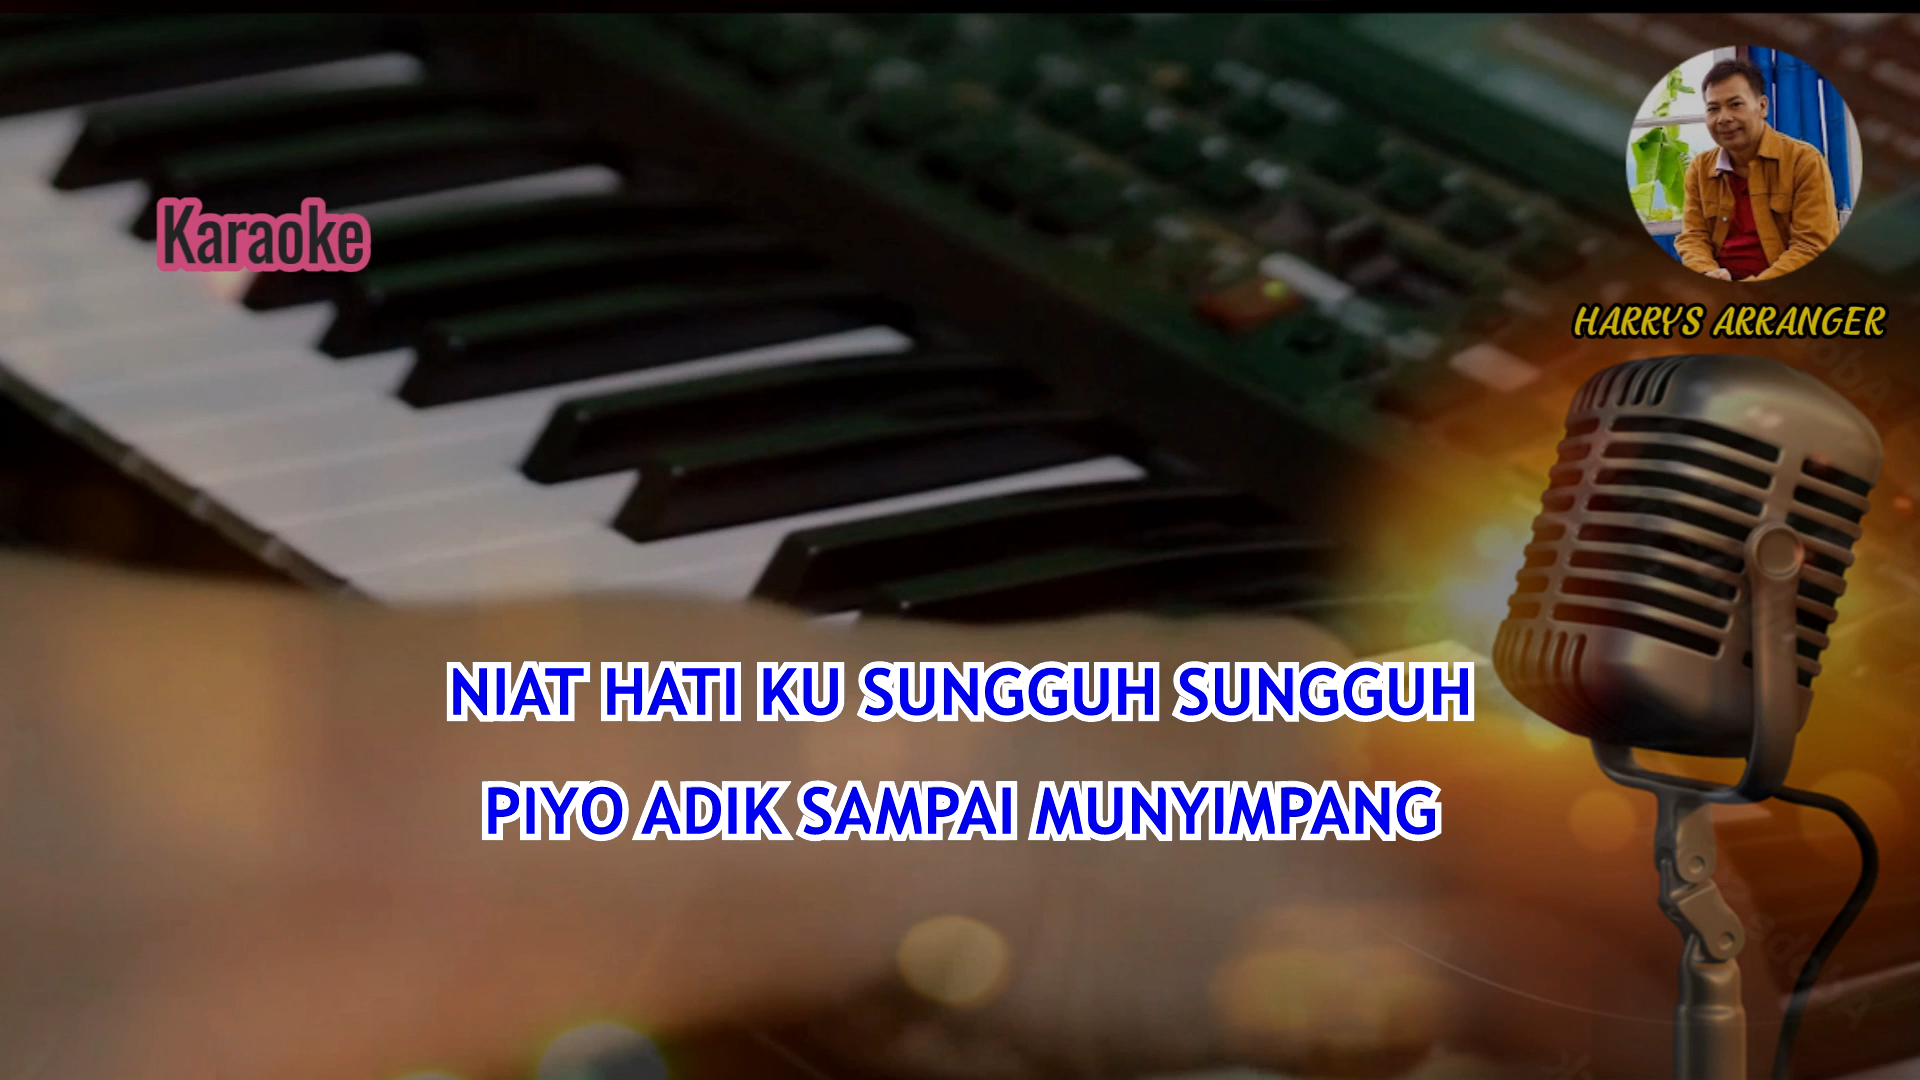 Karaoke
HARRYS ARRANGER
NIAT HATI KU SUNGGUH SUNGGUH
PIYO ADIK SAMPAI MUNYIMPANG